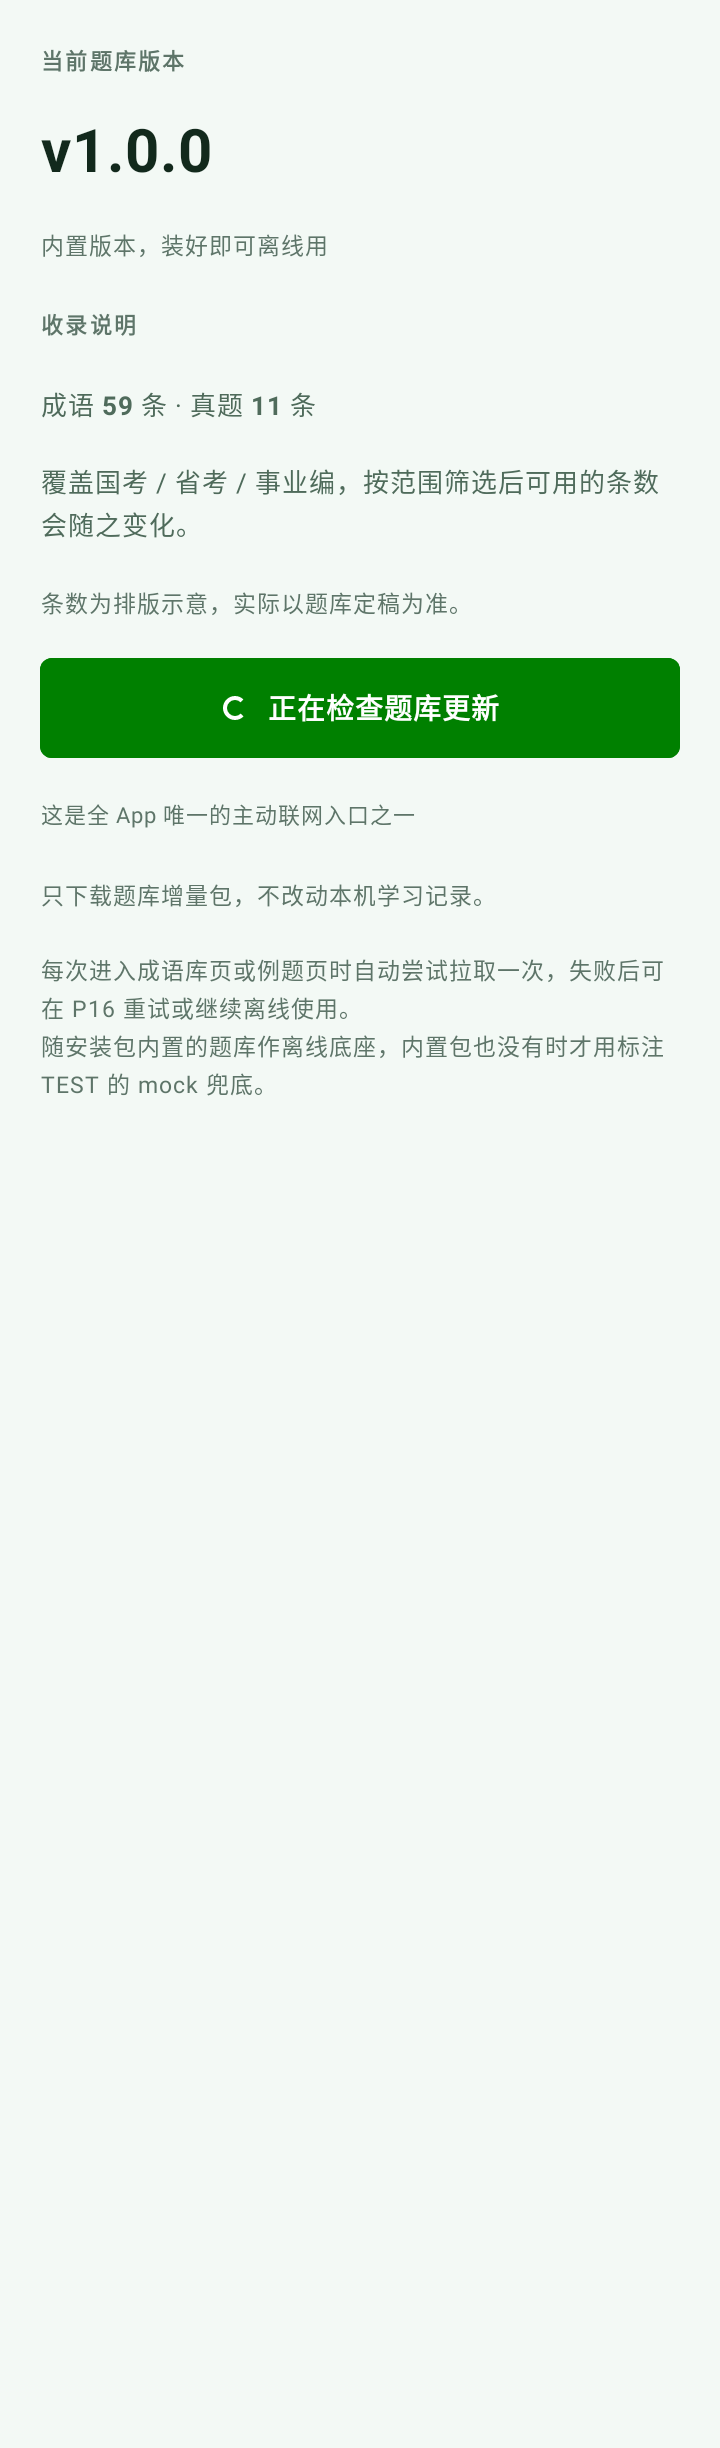 当前题库版本
v1.0.0
内置版本，装好即可离线用
收录说明
成语 59 条 · 真题 11 条
覆盖国考 / 省考 / 事业编，按范围筛选后可用的条数
会随之变化。
条数为排版示意，实际以题库定稿为准。
正在检查题库更新
这是全 App 唯一的主动联网入口之一
只下载题库增量包，不改动本机学习记录。
每次进入成语库页或例题页时自动尝试拉取一次，失败后可
在 P16 重试或继续离线使用。
随安装包内置的题库作离线底座，内置包也没有时才用标注
TEST 的 mock 兜底。